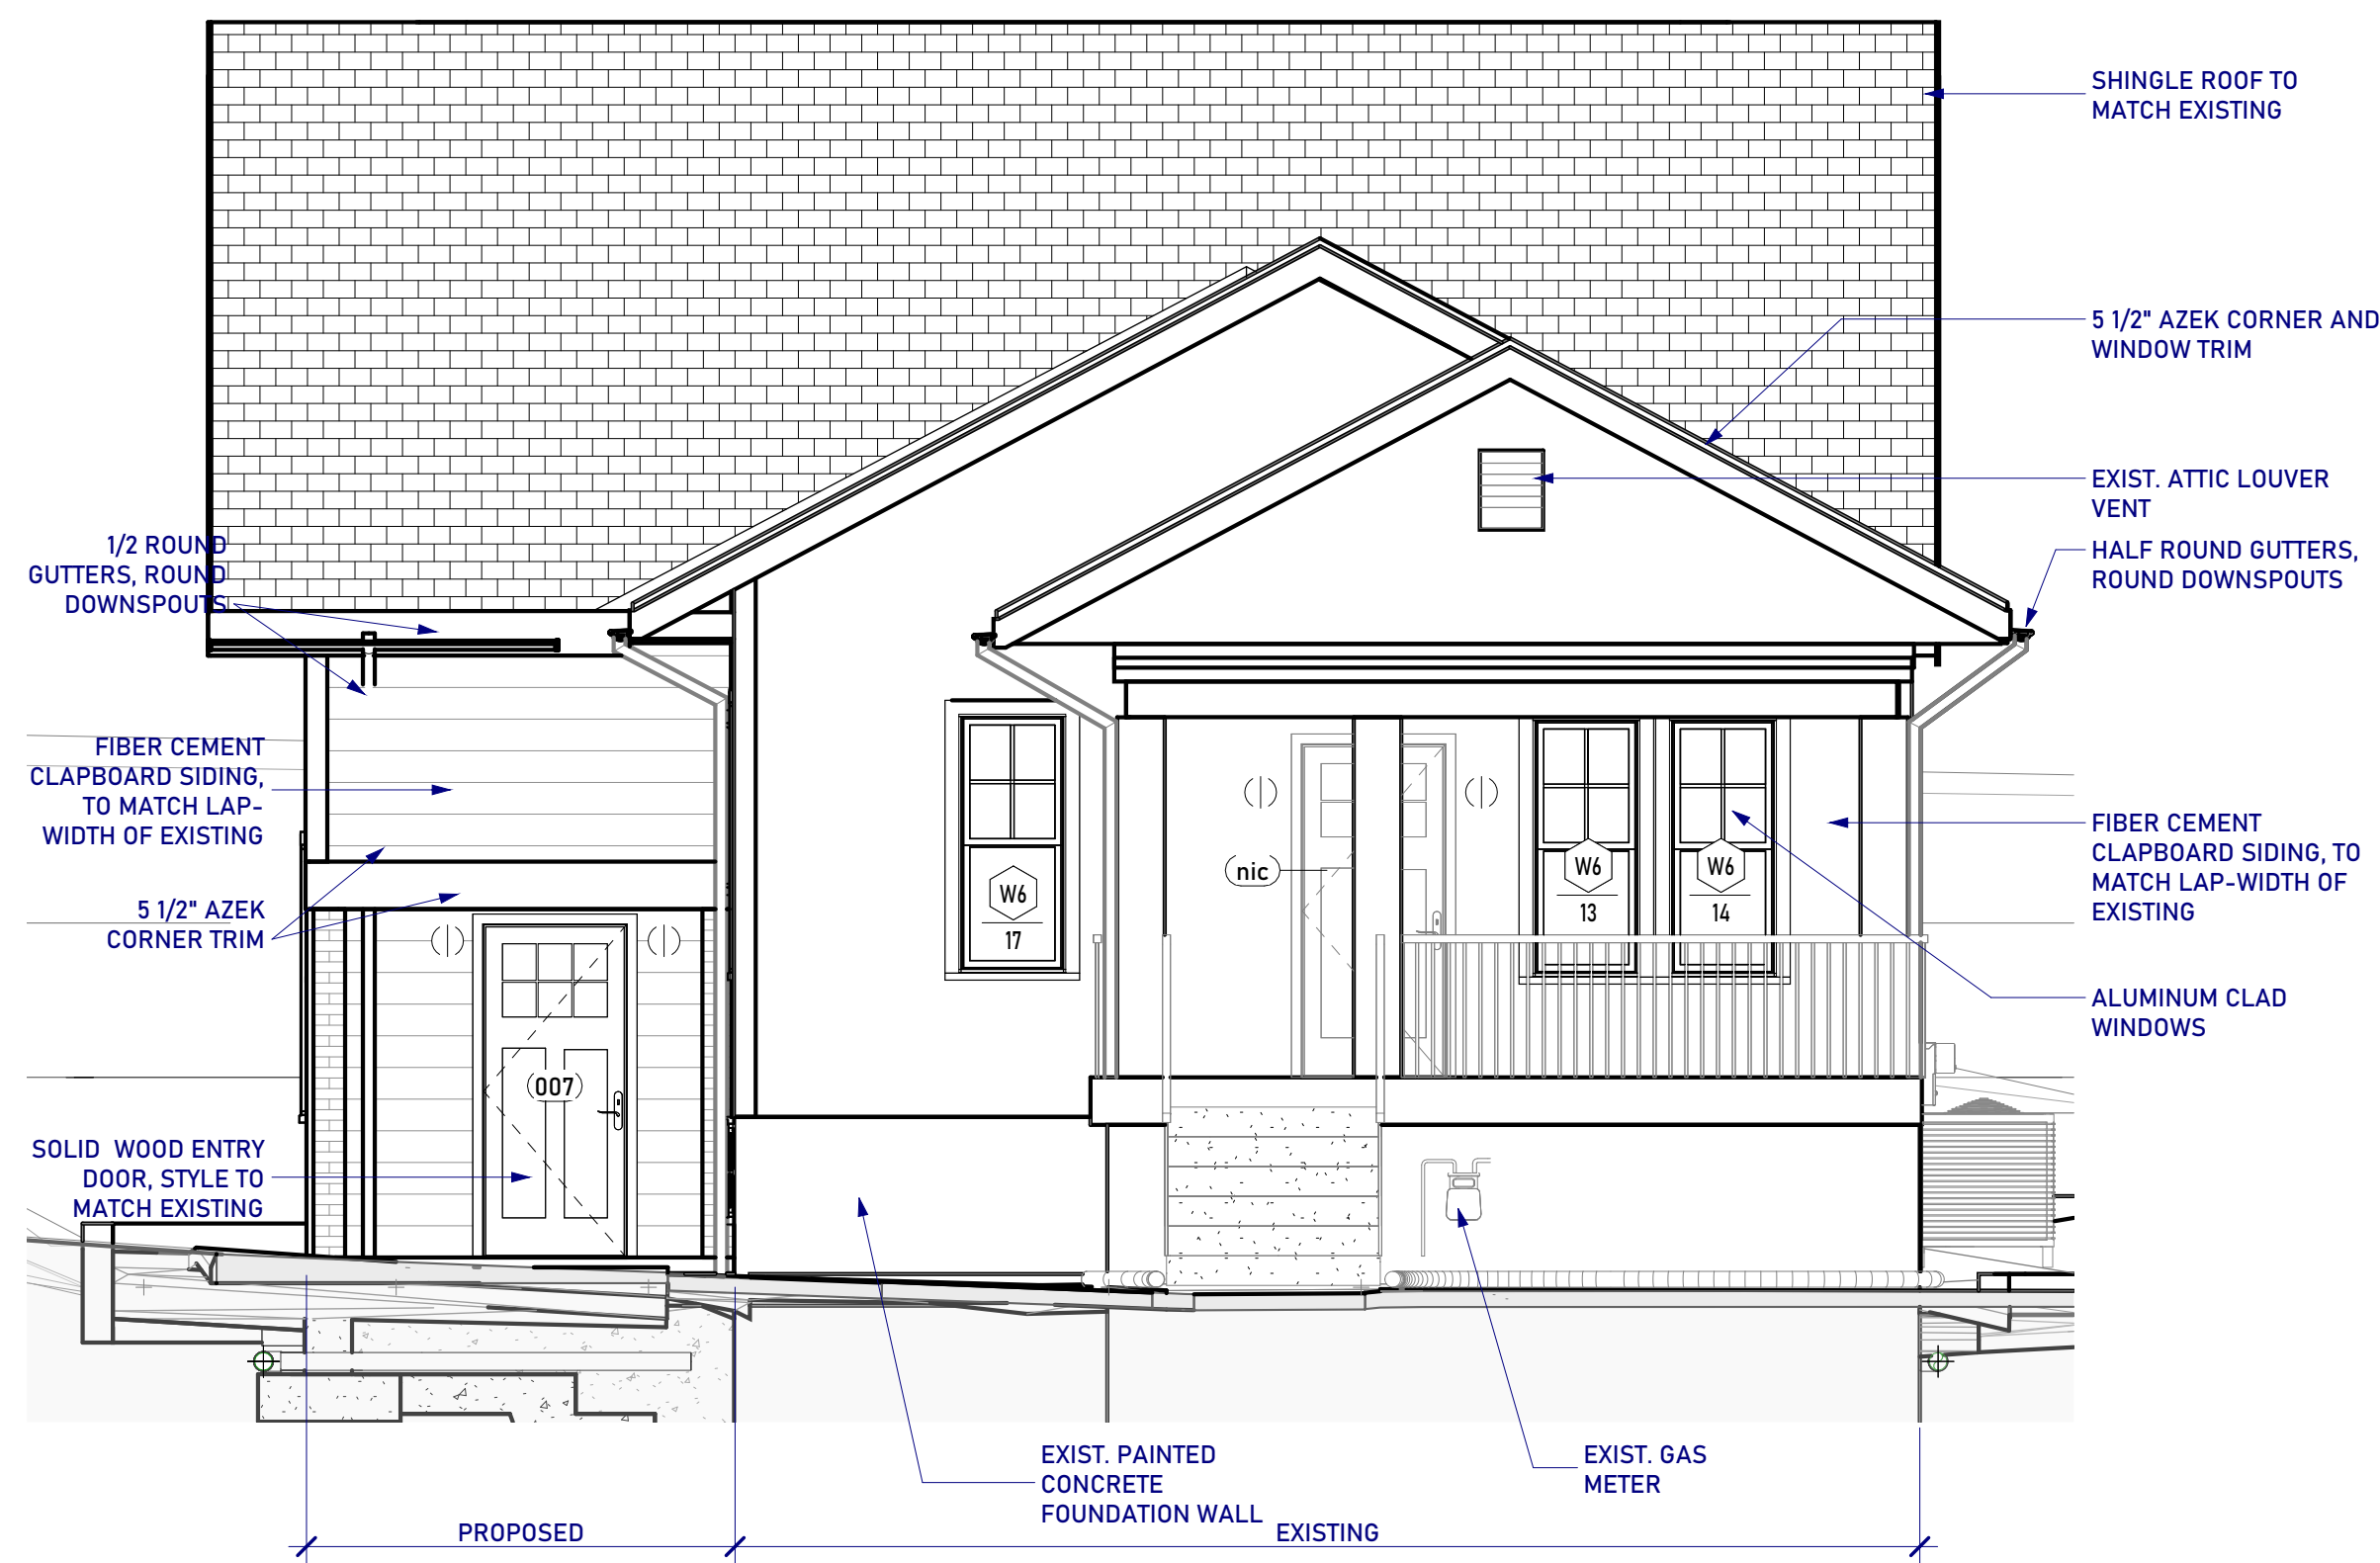 SHINGLE ROOF TO
MATCH EXISTING
5 1/2" AZEK CORNER AND
WINDOW TRIM
EXIST. ATTIC LOUVER
VENT
HALF ROUND GUTTERS,
ROUND DOWNSPOUTS
1/2 ROUND
GUTTERS, ROUND
DOWNSPOUTS
FIBER CEMENT
CLAPBOARD SIDING,
TO MATCH LAP-
WIDTH OF EXISTING
5 1/2" AZEK
CORNER TRIM
SOLID WOOD ENTRY
DOOR, STYLE TO
MATCH EXISTING
007
W6
17
nic
W6
13
W6
14
FIBER CEMENT
CLAPBOARD SIDING, TO
MATCH LAP-WIDTH OF
EXISTING
ALUMINUM CLAD
WINDOWS
EXIST. PAINTED
CONCRETE
FOUNDATION WALL
EXIST. GAS
METER
PROPOSED
EXISTING